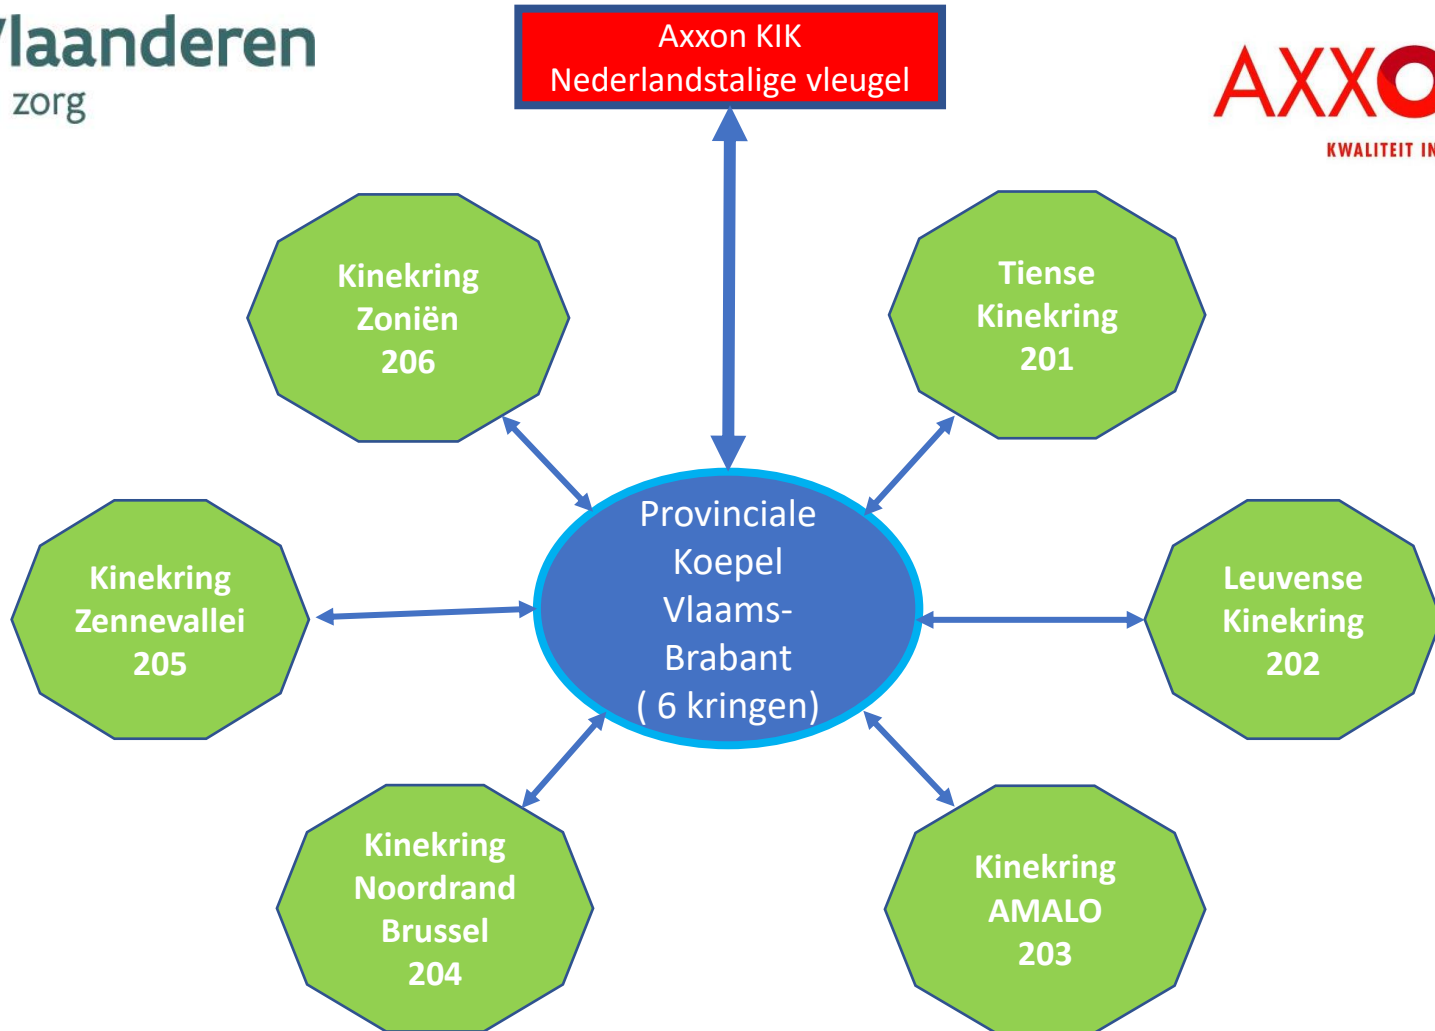 Vlaanderen
zorg
Axxon KIK
Nederlandstalige vleugel
AXXO
KWALITEIT IN
Kinekring
Zoniën
206
Tiense
Kinekring
201
Kinekring
Zennevallei
205
Provinciale
Koepel
Vlaams-
Brabant
( 6 kringen)
Leuvense
Kinekring
202
Kinekring
Noordrand
Brussel
204
Kinekring
AMALO
203